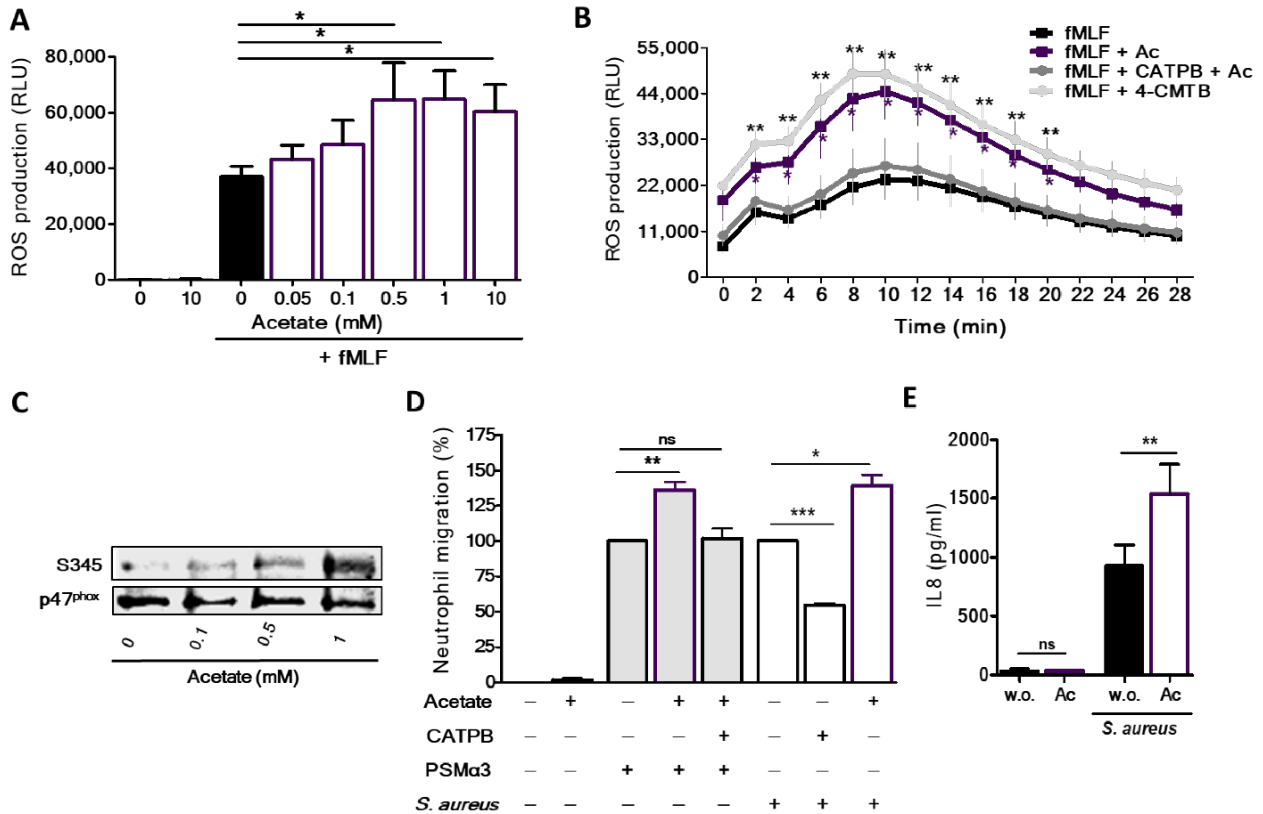 A
* 
*
*
ROS production (RLU)
80,000
60,000
40,000
20,000
0
0 10 0 0.05 0.1 0.5 1 10
Acetate (mM)
+ fMLF
B
fMLF
fMLF + Ac
fMLF + CATPB + Ac
fMLF + 4-CMTB
ROS production (RLU)
55,000
44,000
33,000
22,000
11,000
0
** ** ** ** ** ** ** ** ** ** **
* * * * * * * * * *
0 2 4 6 8 10 12 14 16 18 20 22 24 26 28
Time (min)
C
S345
p47phox
0 0.1 0.5 1
Acetate (mM)
D
Neutrophil migration (%)
175
150
125
100
75
50
25
0
ns
**
*
***
Acetate – + – + + – – +
CATPB – – – – + – + –
PSMα3 – – + + + – – –
S. aureus – – – – – + + +
E
IL8 (pg/ml)
2000
1500
1000
500
0
**
ns
w.o. Ac w.o. Ac
S. aureus